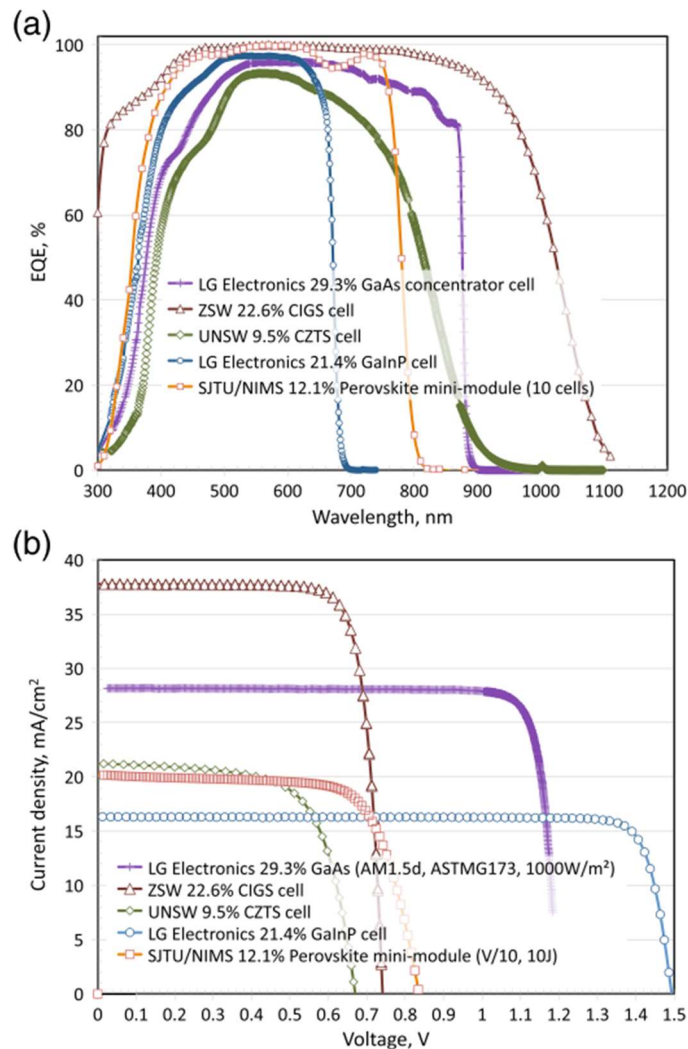 (a)
100
80
60
40
20
0
EQE, %
LG Electronics 29.3% GaAs concentrator cell
ZSW 22.6% CIGS cell
UNSW 9.5% CZTS cell
LG Electronics 21.4% GaInP cell
SJTU/NIMS 12.1% Perovskite mini-module (10 cells)
300 400 500 600 700 800 900 1000 1100 1200
Wavelength, nm
(b)
40
35
30
25
20
15
10
5
0
Current density, mA/cm²
LG Electronics 29.3% GaAs (AM1.5d, ASTMG173, 1000W/m²)
ZSW 22.6% CIGS cell
UNSW 9.5% CZTS cell
LG Electronics 21.4% GaInP cell
SJTU/NIMS 12.1% Perovskite mini-module (V/10, 10J)
0 0.1 0.2 0.3 0.4 0.5 0.6 0.7 0.8 0.9 1 1.1 1.2 1.3 1.4 1.5
Voltage, V